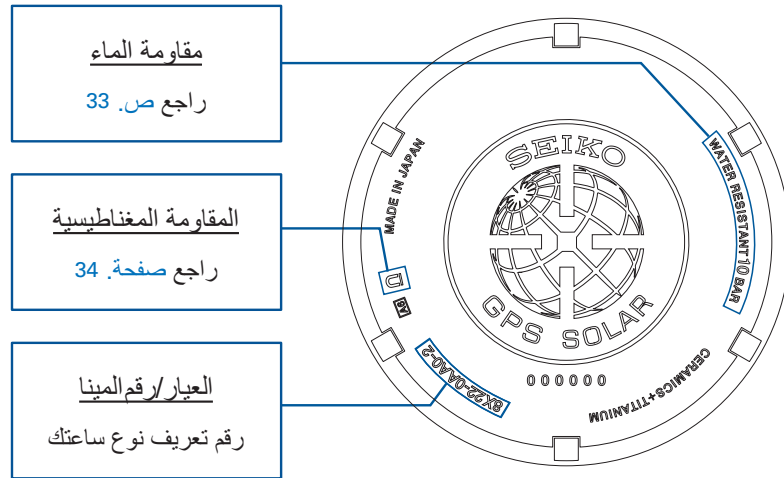 مقاومة الماء
راجع ص. 33
المقاومة المغناطيسية
راجع صفحة. 34
العيار/رقم المينا
رقم تعريف نوع ساعتك
SEIKO
GPS SOLAR
MADE IN JAPAN
WATER RESISTANT 10 BAR
A6
8X22-0AA0-2
000000
CERAMICS+TITANIUM